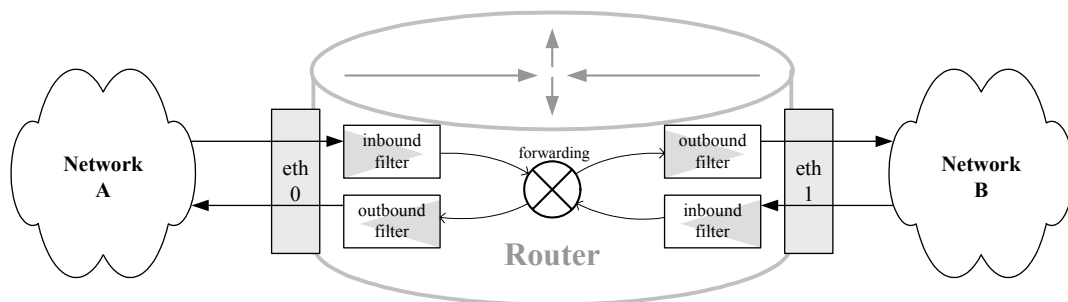 Network
A
eth
0
inbound
filter
outbound
filter
forwarding
outbound
filter
inbound
filter
eth
1
Network
B
Router